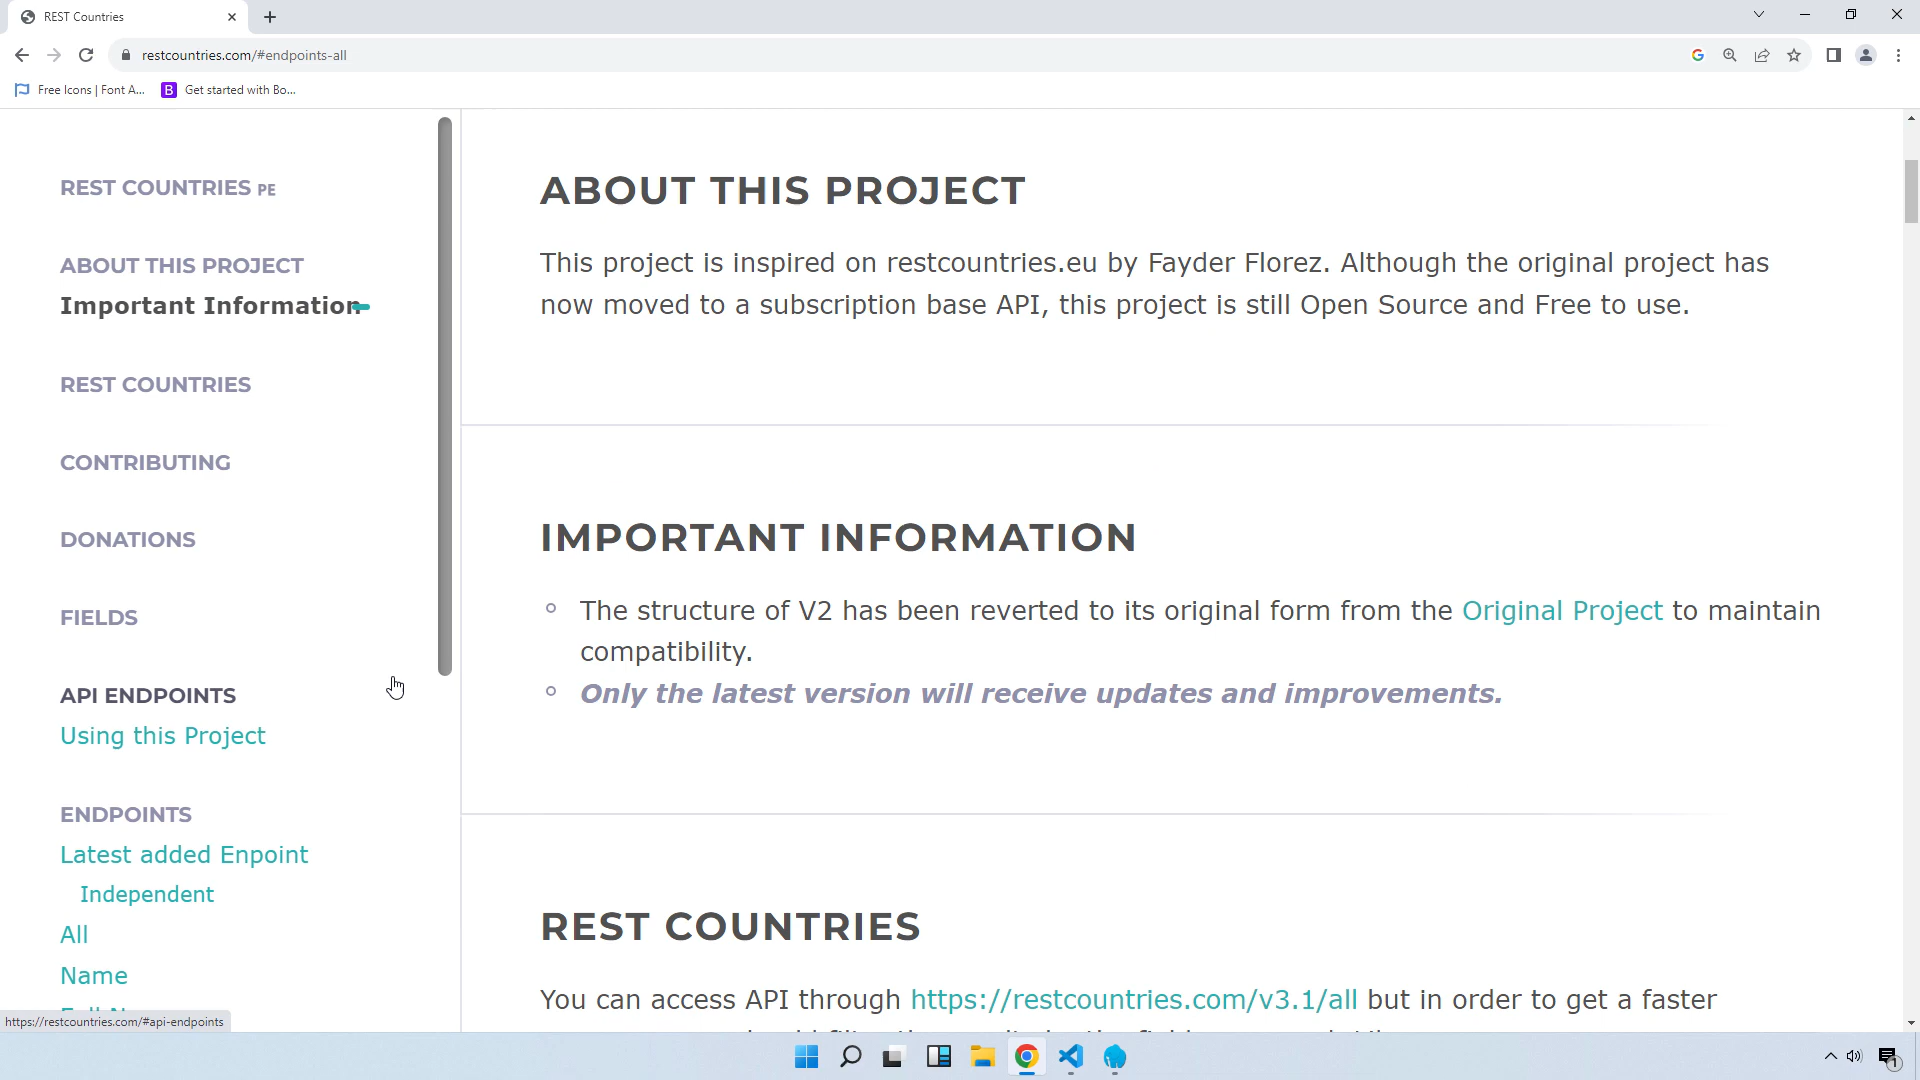 REST Countries
restcountries.com/#endpoints-all
Free Icons | Font A...
B
Get started with Bo...
REST COUNTRIES PE
ABOUT THIS PROJECT
Important Information
REST COUNTRIES
CONTRIBUTING
DONATIONS
FIELDS
API ENDPOINTS
Using this Project
ENDPOINTS
Latest added Enpoint
Independent
All
Name
https://restcountries.com/#api-endpoints
ABOUT THIS PROJECT
This project is inspired on restcountries.eu by Fayder Florez. Although the original project has
now moved to a subscription base API, this project is still Open Source and Free to use.
IMPORTANT INFORMATION
The structure of V2 has been reverted to its original form from the Original Project to maintain
compatibility.
Only the latest version will receive updates and improvements.
REST COUNTRIES
You can access API through https://restcountries.com/v3.1/all but in order to get a faster
1